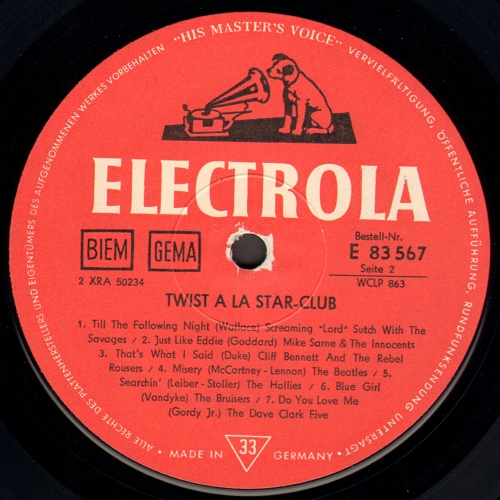 "HIS MASTER'S VOICE"
ALLE RECHTE DES PLATTENHERSTELLERS UND EIGENTÜMERS DES AUFGENOMMENEN WERKES VORBEHALTEN
VERVIELFÄLTIGUNG, ÖFFENTLICHE AUFFÜHRUNG, RUNDFUNKSENDUNG UNTERSAGT
ELECTROLA
BIEM GEMA
2 XRA 50234
Bestell-Nr.
E 83 567
Seite 2
WCLP 863
TWIST A LA STAR-CLUB
1. Till The Following Night (Wallace) Screaming "Lord" Sutch With The
Savages / 2. Just Like Eddie (Goddard) Mike Sarne & The Innocents
3. That's What I Said (Duke) Cliff Bennett And The Rebel
Rousers / 4. Misery (McCartney - Lennon) The Beatles / 5.
Searchin' (Leiber - Stoller) The Hollies / 6. Blue Girl
(Vandyke) The Bruisers / 7. Do You Love Me
(Gordy Jr.) The Dave Clark Five
33
• MADE IN GERMANY •